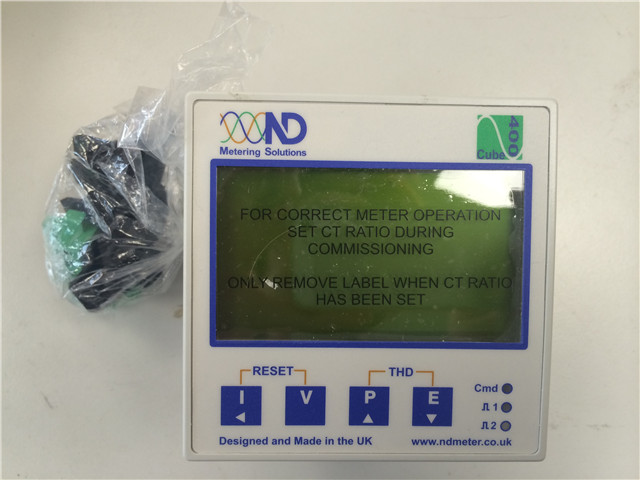 ND
Metering Solutions
400
Cube
FOR CORRECT METER OPERATION
SET CT RATIO DURING
COMMISSIONING
ONLY REMOVE LABEL WHEN CT RATIO
HAS BEEN SET
RESET
THD
I
V
P
E
Cmd
1
2
Designed and Made in the UK
www.ndmeter.co.uk